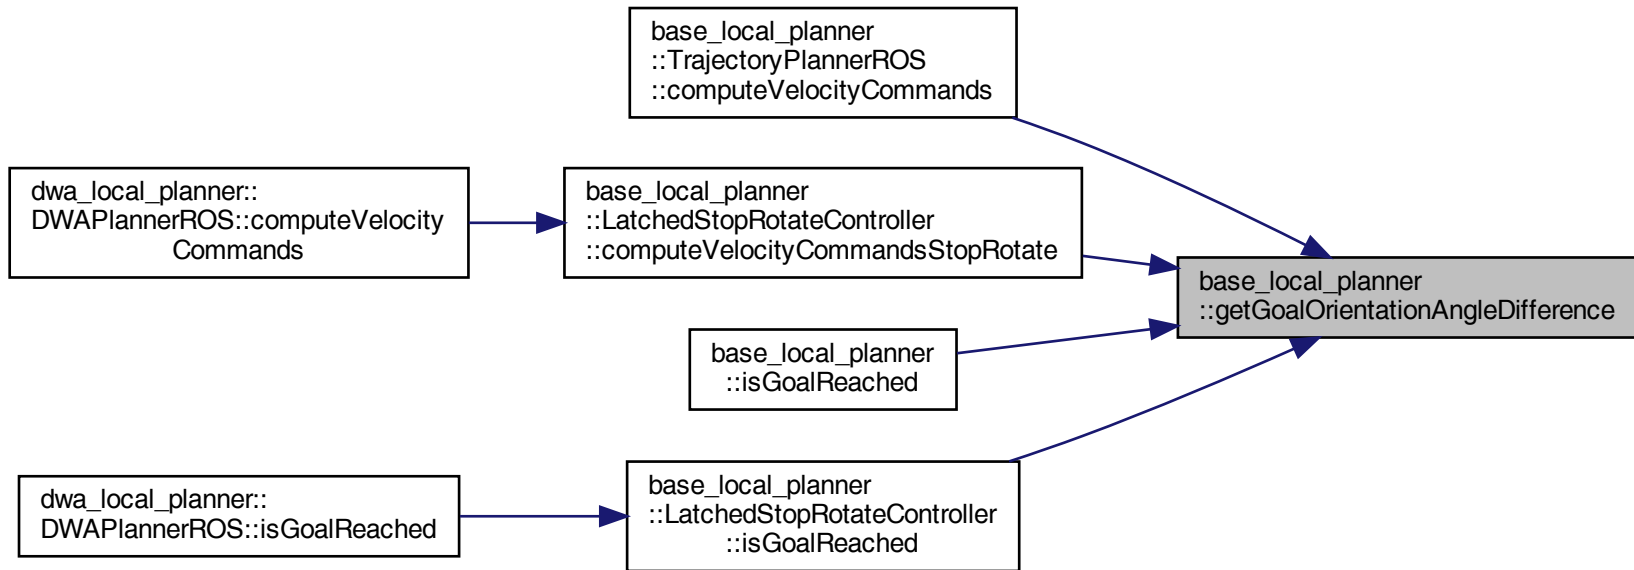 base_local_planner
::TrajectoryPlannerROS
::computeVelocityCommands
dwa_local_planner::
DWAPlannerROS::computeVelocity
Commands
base_local_planner
::LatchedStopRotateController
::computeVelocityCommandsStopRotate
base_local_planner
::getGoalOrientationAngleDifference
base_local_planner
::isGoalReached
dwa_local_planner::
DWAPlannerROS::isGoalReached
base_local_planner
::LatchedStopRotateController
::isGoalReached